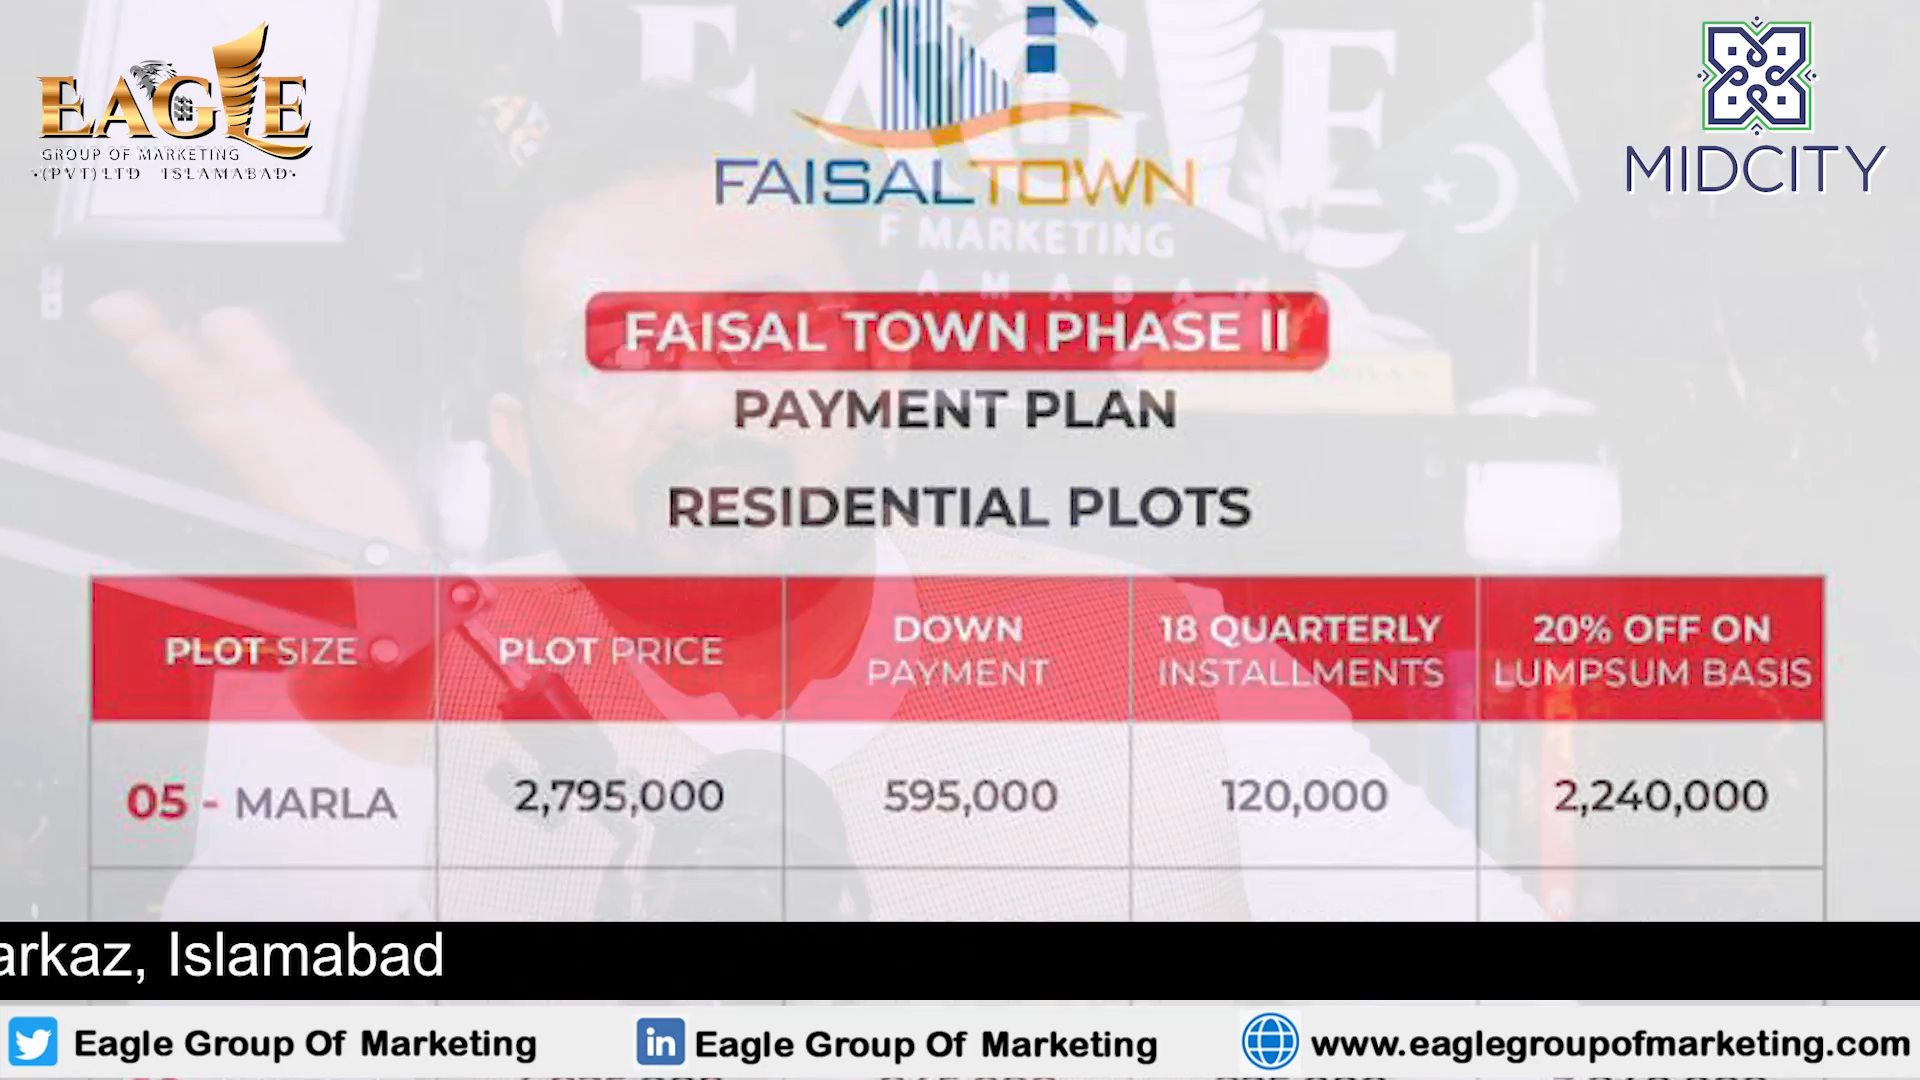 EAGLE
GROUP OF MARKETING
(PVT) LTD ISLAMABAD
MIDCITY
FAISALTOWN
F MARKETING
A M A B A D
FAISAL TOWN PHASE II
PAYMENT PLAN
RESIDENTIAL PLOTS
PLOT SIZE
PLOT PRICE
DOWN
PAYMENT
18 QUARTERLY
INSTALLMENTS
20% OFF ON
LUMPSUM BASIS
05 - MARLA
2,795,000
595,000
120,000
2,240,000
arkaz, Islamabad
Eagle Group Of Marketing
Eagle Group Of Marketing
www.eaglegroupofmarketing.com